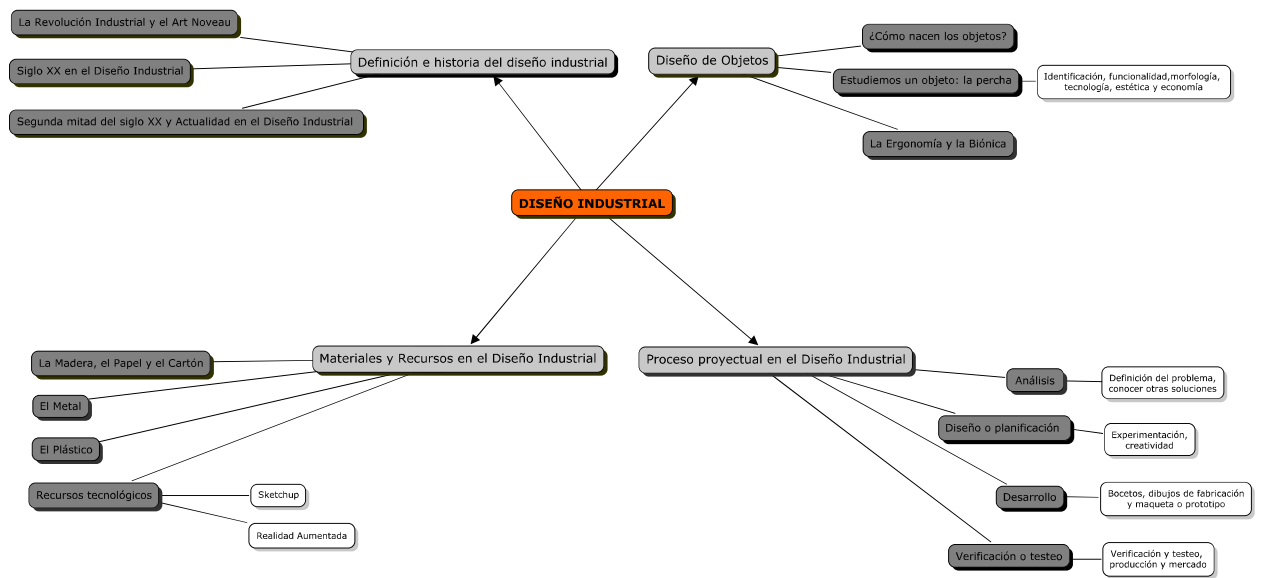 La Revolución Industrial y el Art Noveau
Siglo XX en el Diseño Industrial
Segunda mitad del siglo XX y Actualidad en el Diseño Industrial
Definición e historia del diseño industrial
Diseño de Objetos
¿Cómo nacen los objetos?
Estudiemos un objeto: la percha
Identificación, funcionalidad,morfología,
tecnología, estética y economía
La Ergonomía y la Biónica
DISEÑO INDUSTRIAL
Materiales y Recursos en el Diseño Industrial
La Madera, el Papel y el Cartón
El Metal
El Plástico
Recursos tecnológicos
Sketchup
Realidad Aumentada
Proceso proyectual en el Diseño Industrial
Análisis
Definición del problema,
conocer otras soluciones
Diseño o planificación
Experimentación,
creatividad
Desarrollo
Bocetos, dibujos de fabricación
y maqueta o prototipo
Verificación o testeo
Verificación y testeo,
producción y mercado